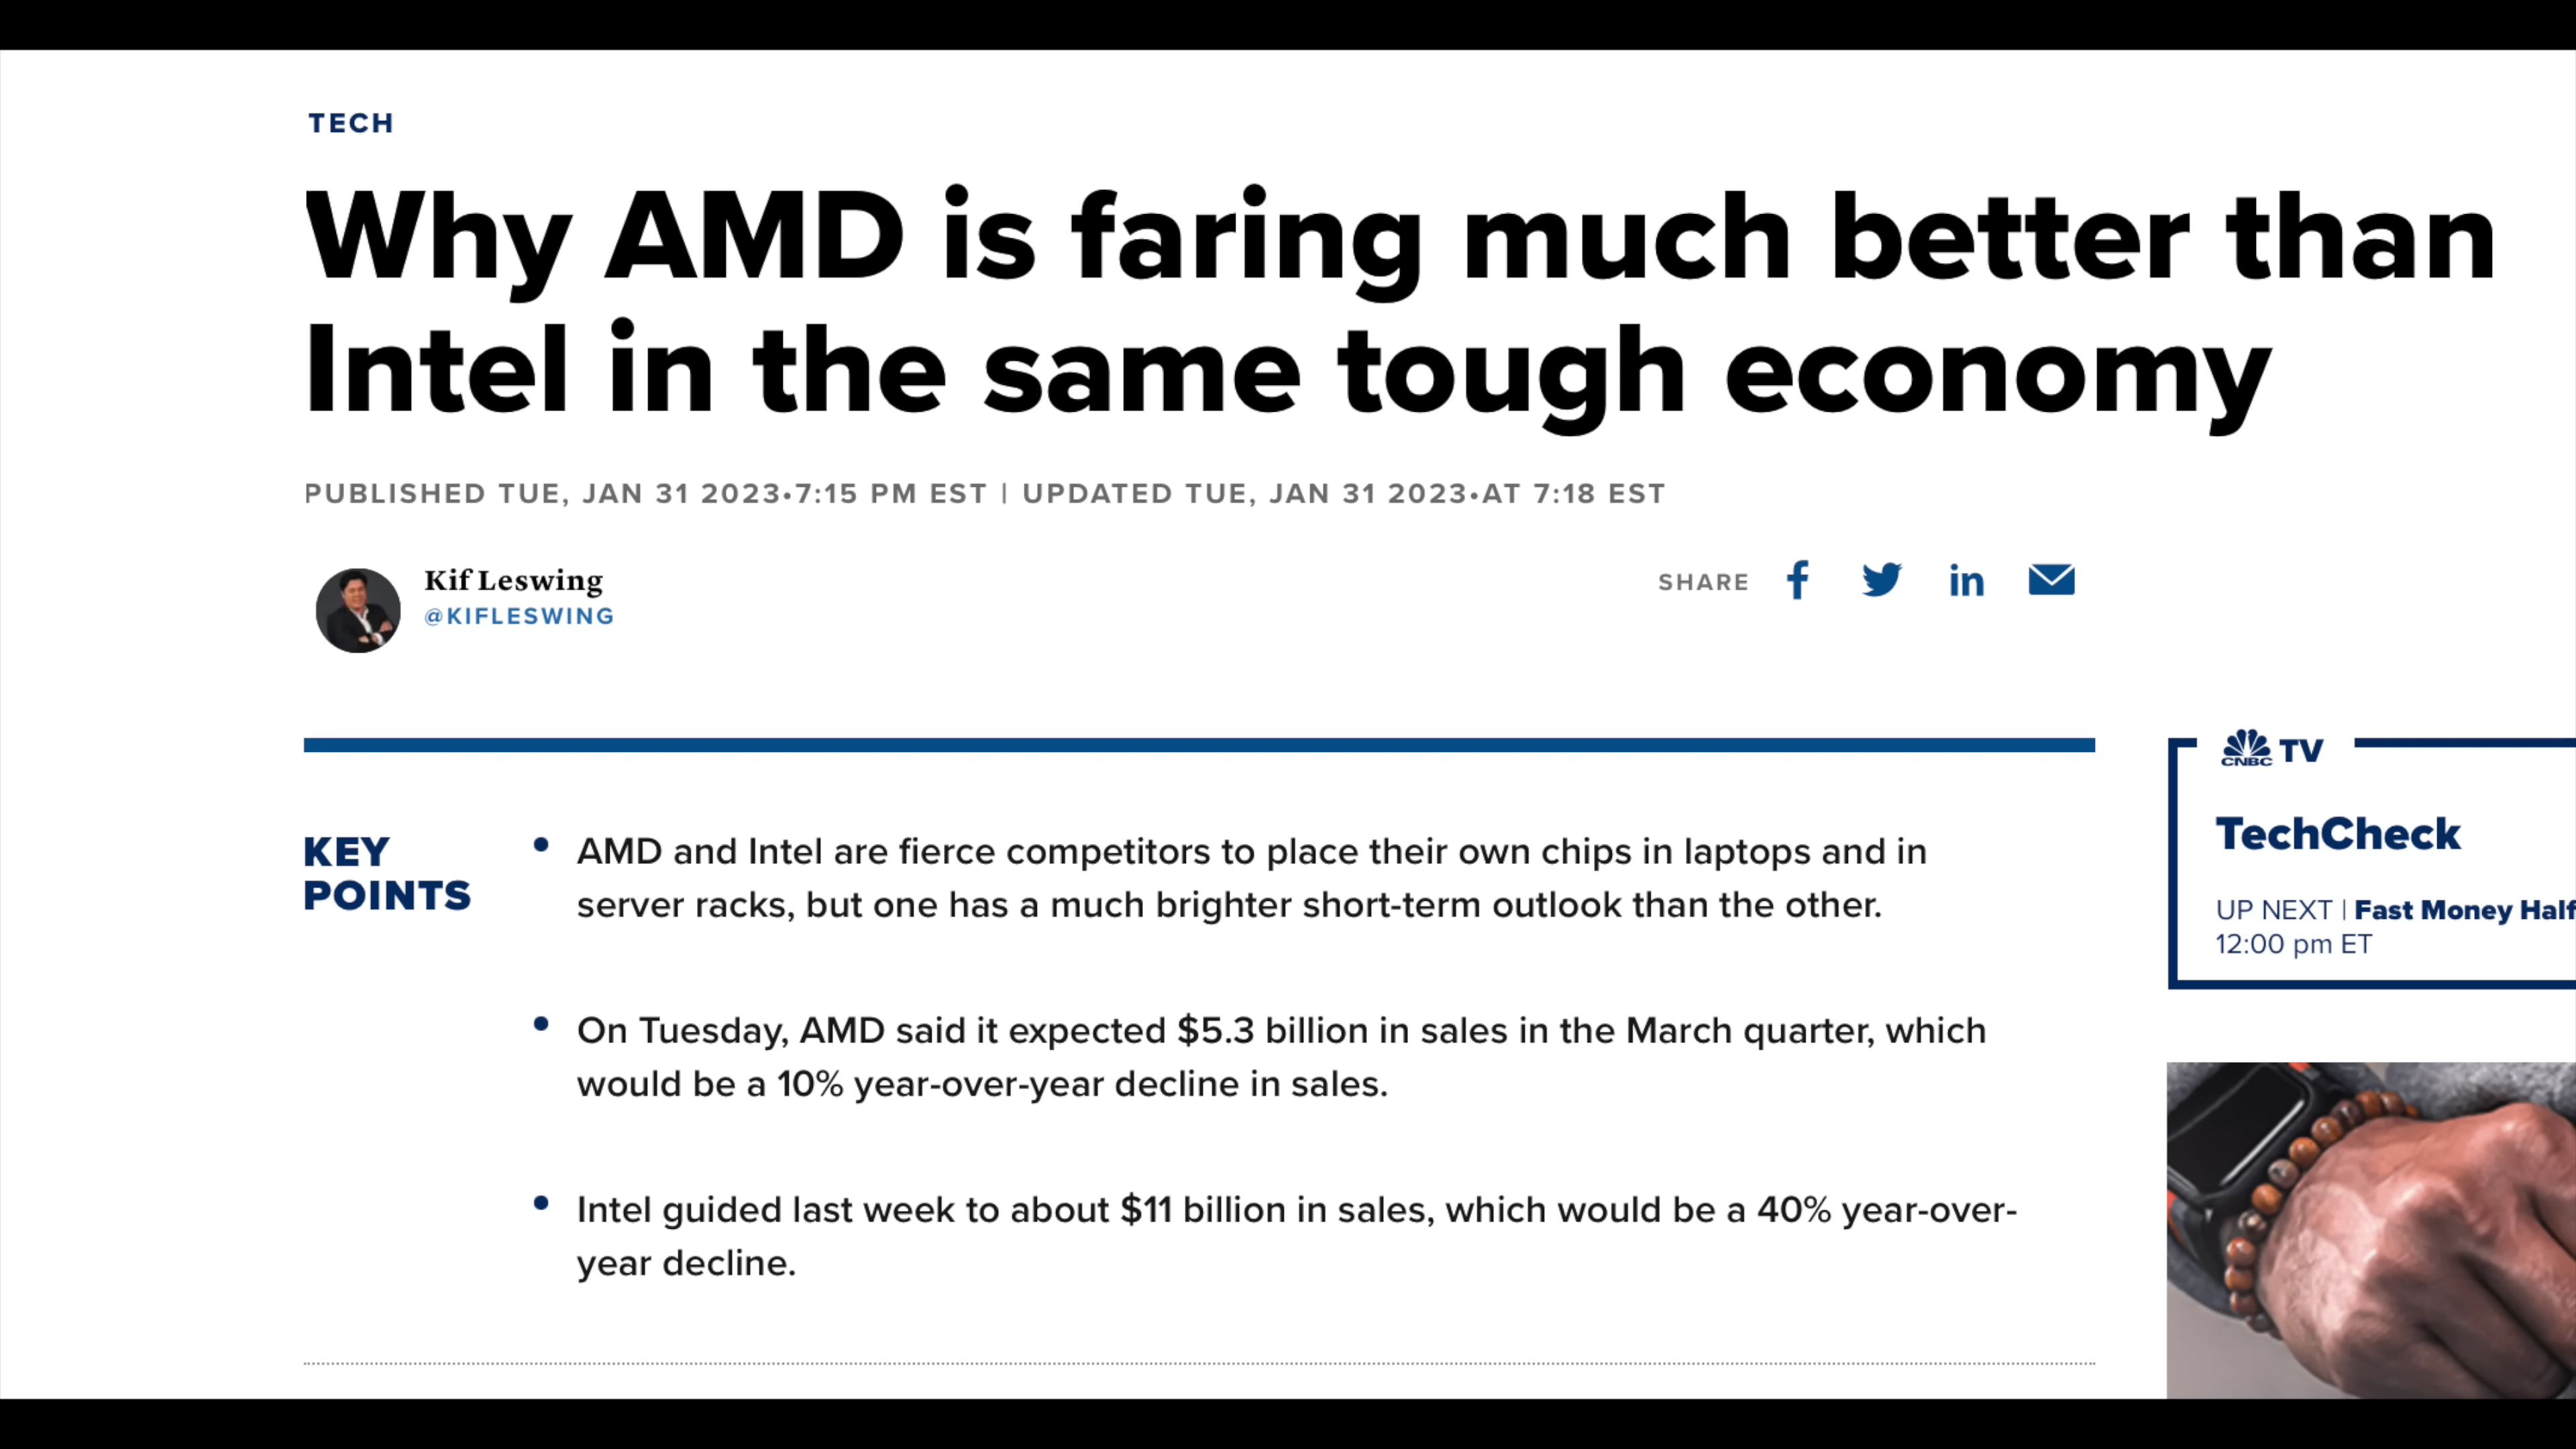 TECH
Why AMD is faring much better than
Intel in the same tough economy
PUBLISHED TUE, JAN 31 2023•7:15 PM EST | UPDATED TUE, JAN 31 2023•AT 7:18 EST
Kif Leswing
@KIFLESWING
SHARE
KEY
POINTS
• AMD and Intel are fierce competitors to place their own chips in laptops and in
server racks, but one has a much brighter short-term outlook than the other.
• On Tuesday, AMD said it expected $5.3 billion in sales in the March quarter, which
would be a 10% year-over-year decline in sales.
• Intel guided last week to about $11 billion in sales, which would be a 40% year-over-
year decline.
CNBC TV
TechCheck
UP NEXT | Fast Money Half
12:00 pm ET